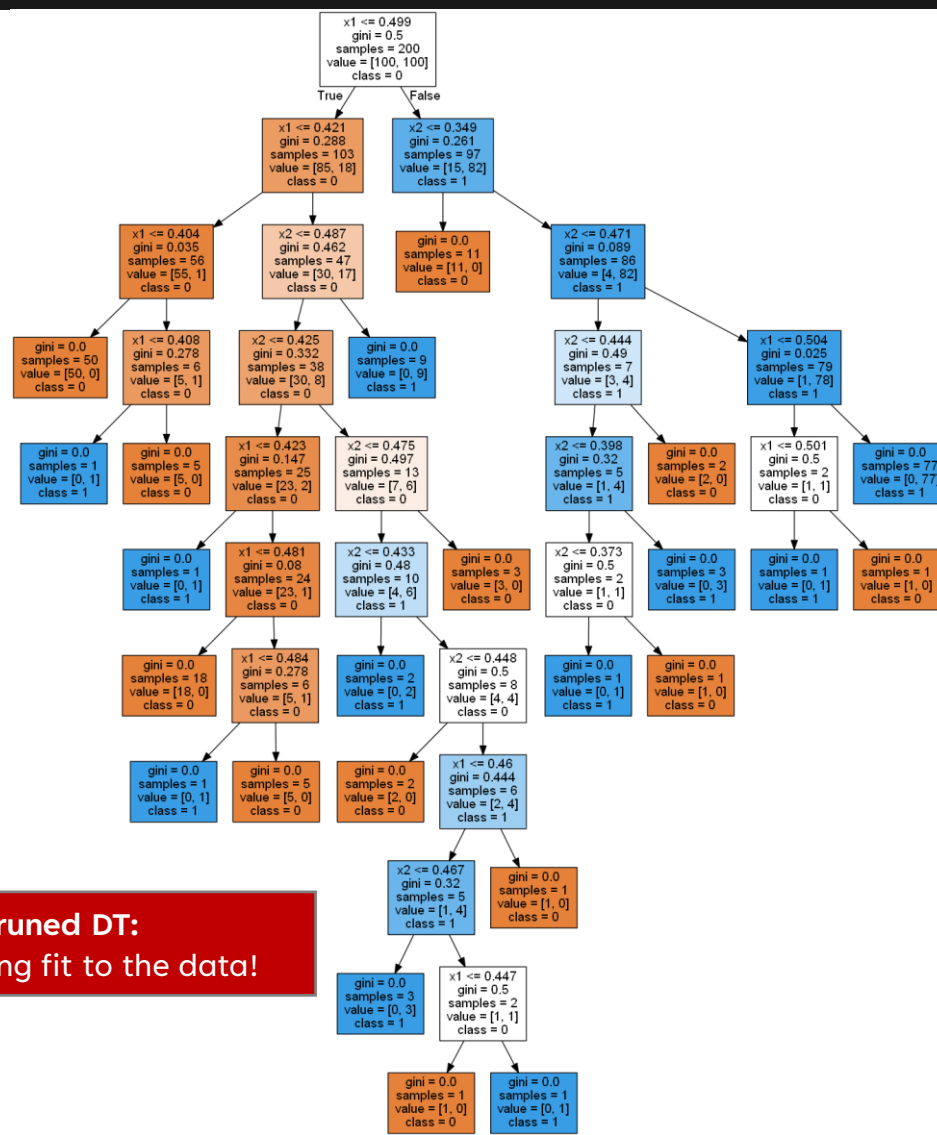 x1 <= 0.499
gini = 0.5
samples = 200
value = [100, 100]
class = 0
True
False
x1 <= 0.421
gini = 0.288
samples = 103
value = [85, 18]
class = 0
x2 <= 0.349
gini = 0.261
samples = 97
value = [15, 82]
class = 1
x1 <= 0.404
gini = 0.035
samples = 56
value = [55, 1]
class = 0
x2 <= 0.487
gini = 0.462
samples = 47
value = [30, 17]
class = 0
gini = 0.0
samples = 11
value = [11, 0]
class = 0
x2 <= 0.471
gini = 0.089
samples = 86
value = [4, 82]
class = 1
gini = 0.0
samples = 50
value = [50, 0]
class = 0
x1 <= 0.408
gini = 0.278
samples = 6
value = [5, 1]
class = 0
x2 <= 0.425
gini = 0.332
samples = 38
value = [30, 8]
class = 0
gini = 0.0
samples = 9
value = [0, 9]
class = 1
x2 <= 0.444
gini = 0.49
samples = 7
value = [3, 4]
class = 1
x1 <= 0.504
gini = 0.025
samples = 79
value = [1, 78]
class = 1
gini = 0.0
samples = 1
value = [0, 1]
class = 1
gini = 0.0
samples = 5
value = [5, 0]
class = 0
x1 <= 0.423
gini = 0.147
samples = 25
value = [23, 2]
class = 0
x2 <= 0.475
gini = 0.497
samples = 13
value = [7, 6]
class = 0
x2 <= 0.398
gini = 0.32
samples = 5
value = [1, 4]
class = 1
gini = 0.0
samples = 2
value = [2, 0]
class = 0
x1 <= 0.501
gini = 0.5
samples = 2
value = [1, 1]
class = 0
gini = 0.0
samples = 77
value = [0, 77]
class = 1
gini = 0.0
samples = 1
value = [0, 1]
class = 1
x1 <= 0.481
gini = 0.08
samples = 24
value = [23, 1]
class = 0
x2 <= 0.433
gini = 0.48
samples = 10
value = [4, 6]
class = 1
gini = 0.0
samples = 3
value = [3, 0]
class = 0
x2 <= 0.373
gini = 0.5
samples = 2
value = [1, 1]
class = 0
gini = 0.0
samples = 3
value = [0, 3]
class = 1
gini = 0.0
samples = 1
value = [0, 1]
class = 1
gini = 0.0
samples = 1
value = [1, 0]
class = 0
gini = 0.0
samples = 18
value = [18, 0]
class = 0
x1 <= 0.484
gini = 0.278
samples = 6
value = [5, 1]
class = 0
gini = 0.0
samples = 2
value = [0, 2]
class = 1
x2 <= 0.448
gini = 0.5
samples = 8
value = [4, 4]
class = 0
gini = 0.0
samples = 1
value = [0, 1]
class = 1
gini = 0.0
samples = 1
value = [1, 0]
class = 0
gini = 0.0
samples = 1
value = [0, 1]
class = 1
gini = 0.0
samples = 5
value = [5, 0]
class = 0
gini = 0.0
samples = 2
value = [2, 0]
class = 0
x1 <= 0.46
gini = 0.444
samples = 6
value = [2, 4]
class = 1
x2 <= 0.467
gini = 0.32
samples = 5
value = [1, 4]
class = 1
gini = 0.0
samples = 1
value = [1, 0]
class = 0
runed DT:
ng fit to the data!
gini = 0.0
samples = 3
value = [0, 3]
class = 1
x1 <= 0.447
gini = 0.5
samples = 2
value = [1, 1]
class = 0
gini = 0.0
samples = 1
value = [1, 0]
class = 0
gini = 0.0
samples = 1
value = [0, 1]
class = 1